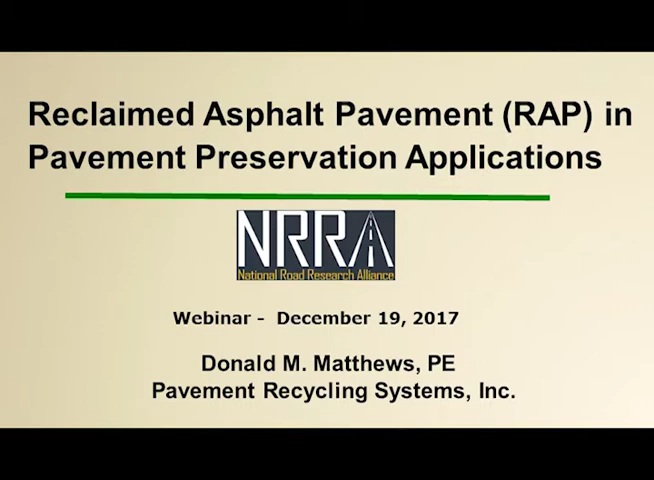 Reclaimed Asphalt Pavement (RAP) in
Pavement Preservation Applications
NRRA
National Road Research Alliance
Webinar - December 19, 2017
Donald M. Matthews, PE
Pavement Recycling Systems, Inc.